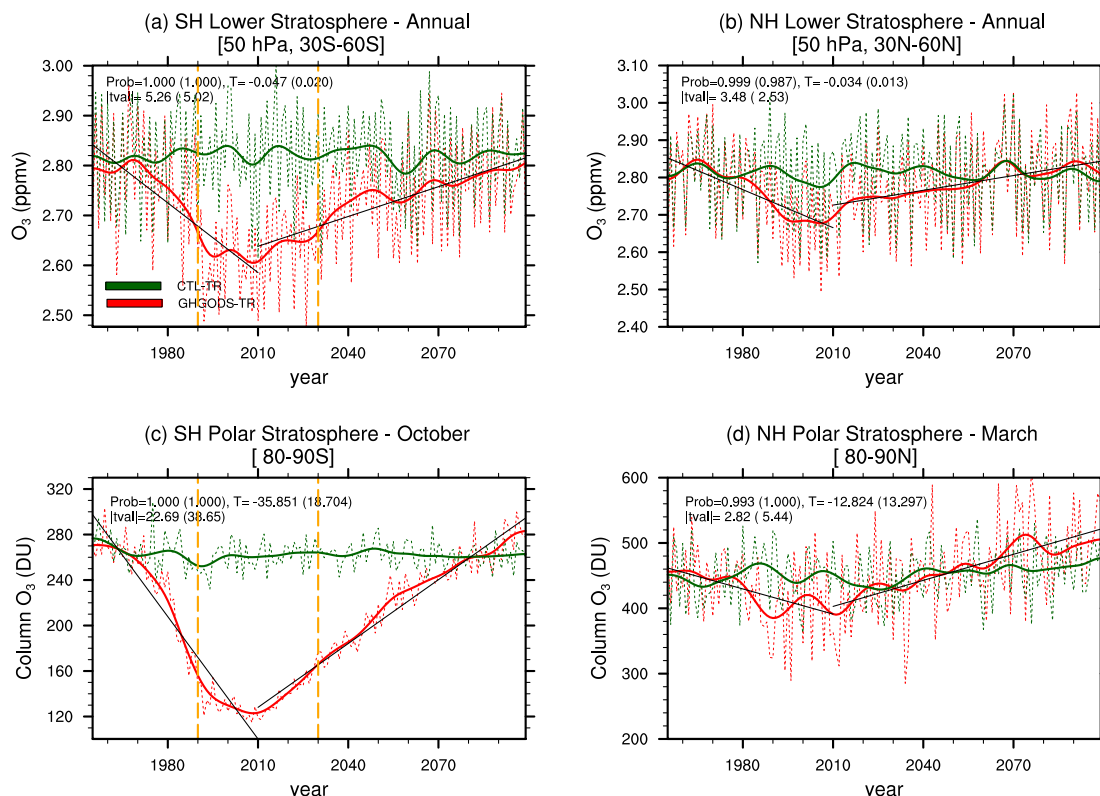 (a) SH Lower Stratosphere - Annual
[50 hPa, 30S-60S]
3.00
2.90
2.80
2.70
2.60
2.50
O3 (ppmv)
Prob=1.000 (1.000), T= -0.047 (0.020)
|tval|= 5.26 ( 5.02)
CTL-TR
GHGODS-TR
1980 2010 2040 2070
year
(b) NH Lower Stratosphere - Annual
[50 hPa, 30N-60N]
3.10
3.00
2.90
2.80
2.70
2.60
2.50
2.40
O3 (ppmv)
Prob=0.999 (0.987), T= -0.034 (0.013)
|tval|= 3.48 ( 2.53)
1980 2010 2040 2070
year
(c) SH Polar Stratosphere - October
[ 80-90S]
330
300
260
240
200
160
120
Column O3 (DU)
Prob=1.000 (1.000), T= -35.851 (18.704)
|tval|=22.69 (38.65)
1980 2010 2040 2070
year
(d) NH Polar Stratosphere - March
[ 80-90N]
600
500
400
300
200
Column O3 (DU)
Prob=0.993 (1.000), T= -12.824 (13.297)
|tval|= 2.82 ( 5.44)
1980 2010 2040 2070
year